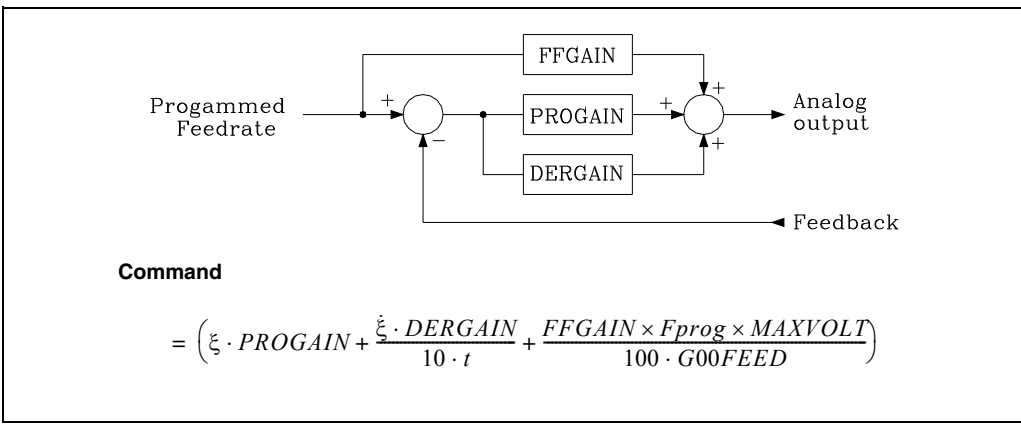 FFGAIN
Progammed
Feedrate
+
−
PROGAIN
+
+
+
Analog
output
DERGAIN
Feedback
Command
= (ξ · PROGAIN + ξ̇ · DERGAIN / 10 · t + FFGAIN × Fprog × MAXVOLT / 100 · G00FEED)